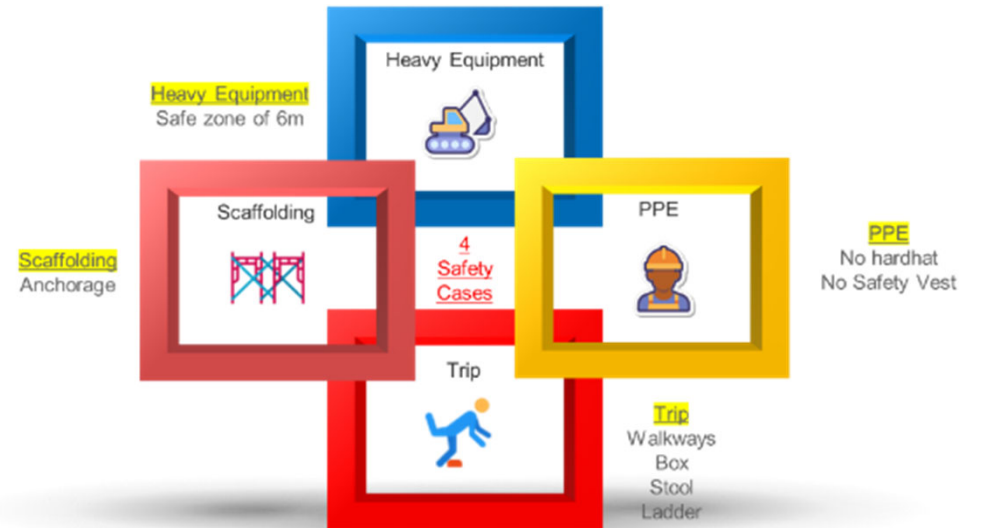 Heavy Equipment
Heavy Equipment
Safe zone of 6m
Scaffolding
PPE
4
Safety
Cases
Scaffolding
Anchorage
PPE
No hardhat
No Safety Vest
Trip
Trip
Walkways
Box
Stool
Ladder